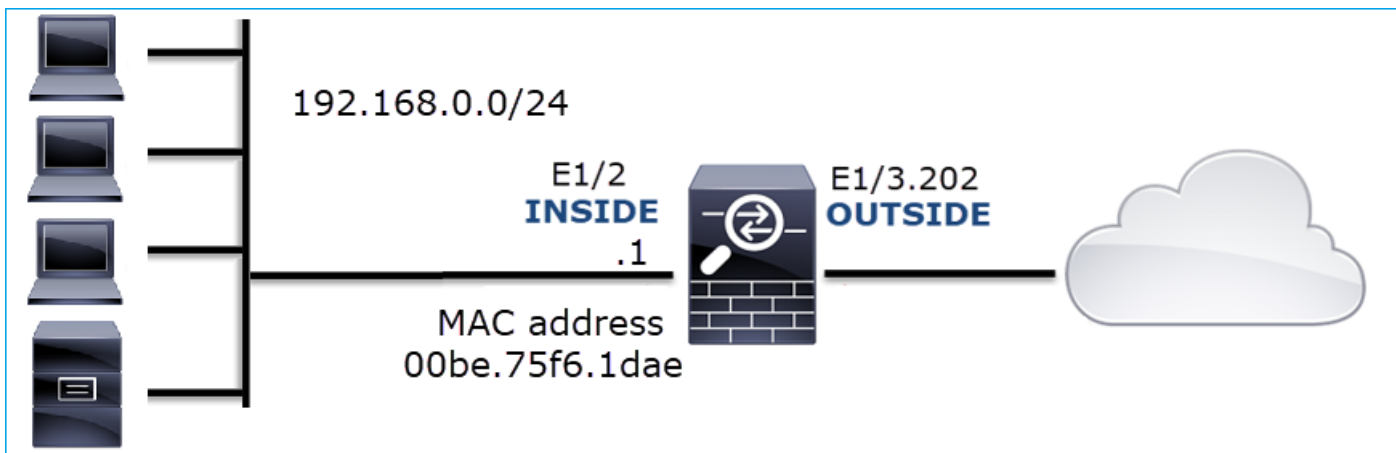 192.168.0.0/24
E1/2
INSIDE
.1
E1/3.202
OUTSIDE
MAC address
00be.75f6.1dae